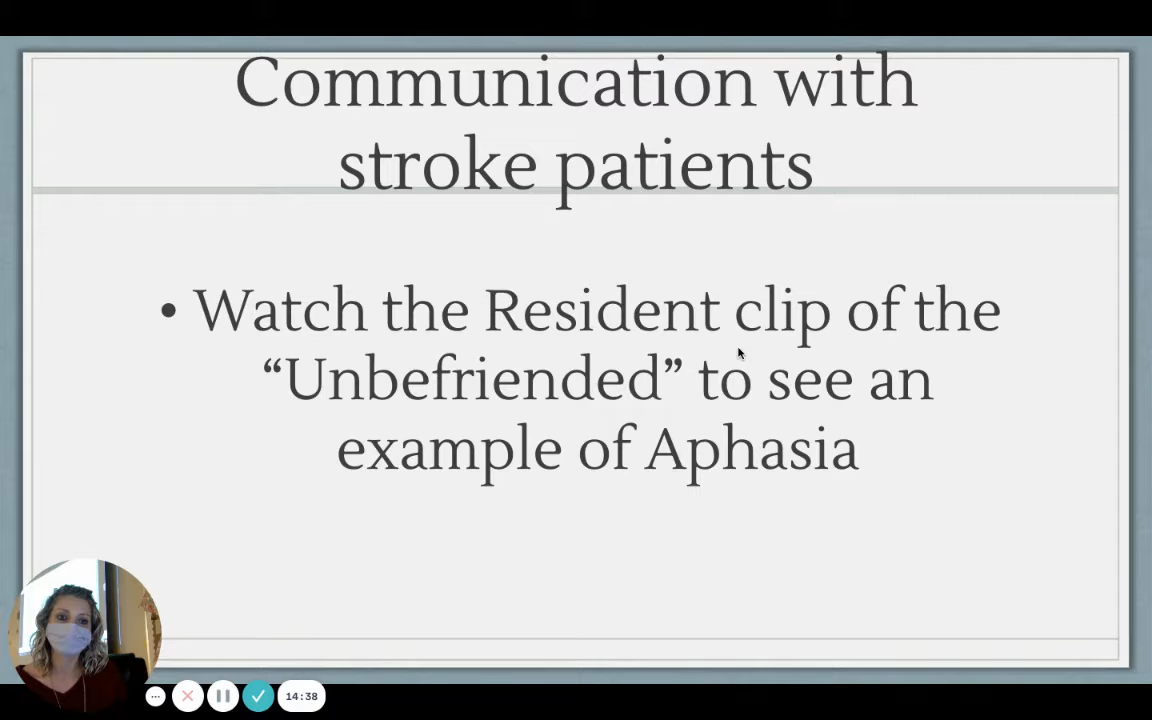 Communication with
stroke patients
• Watch the Resident clip of the
“Unbefriended” to see an
example of Aphasia
14:38